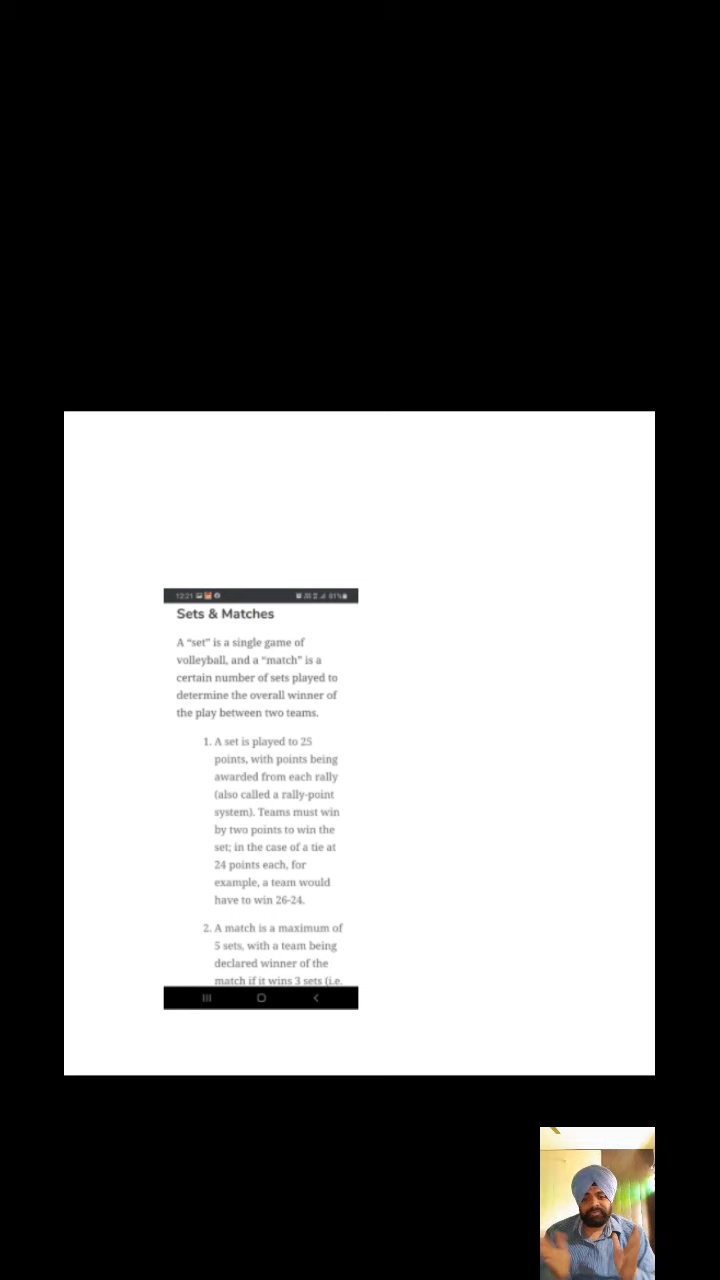 12:21
81%
Sets & Matches
A “set” is a single game of
volleyball, and a “match” is a
certain number of sets played to
determine the overall winner of
the play between two teams.
1. A set is played to 25
points, with points being
awarded from each rally
(also called a rally-point
system). Teams must win
by two points to win the
set; in the case of a tie at
24 points each, for
example, a team would
have to win 26-24.
2. A match is a maximum of
5 sets, with a team being
declared winner of the
match if it wins 3 sets (i.e.